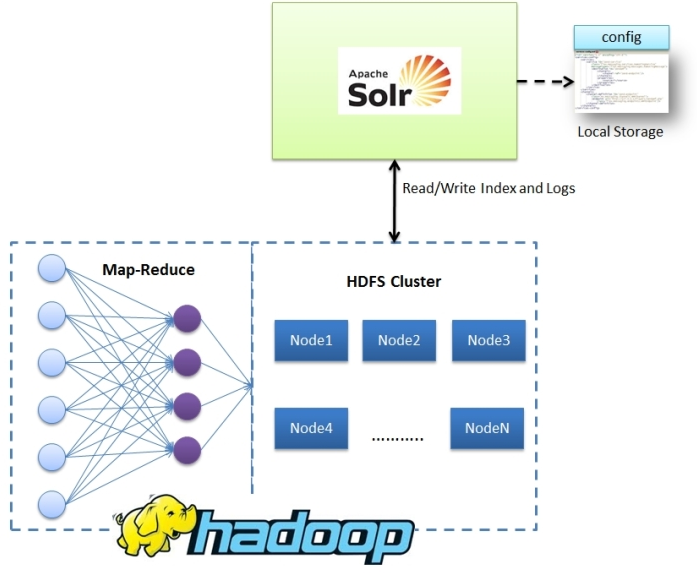 Apache
Solr
config
Local Storage
Read/Write Index and Logs
Map-Reduce
HDFS Cluster
Node1
Node2
Node3
Node4
...........
NodeN
hadoop